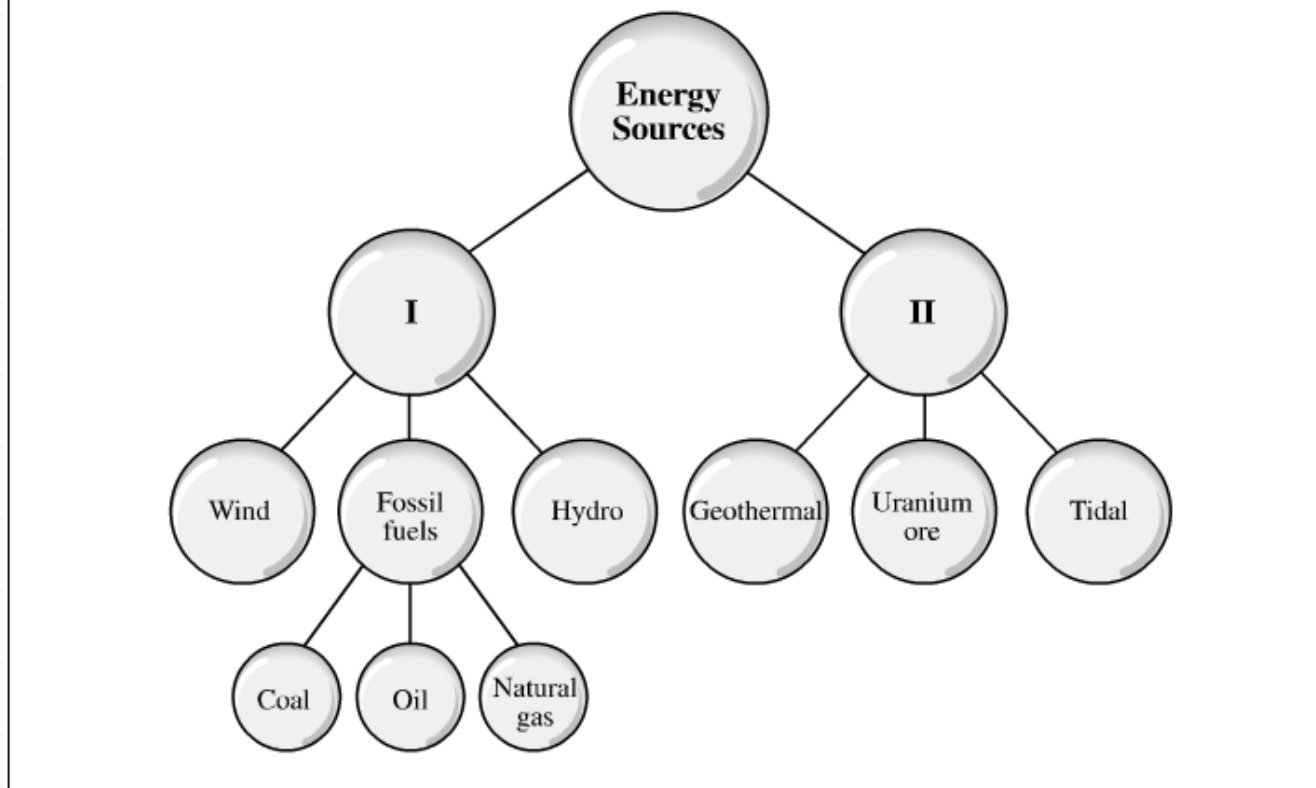 Energy
Sources
I
II
Wind
Fossil
fuels
Hydro
Geothermal
Uranium
ore
Tidal
Coal
Oil
Natural
gas